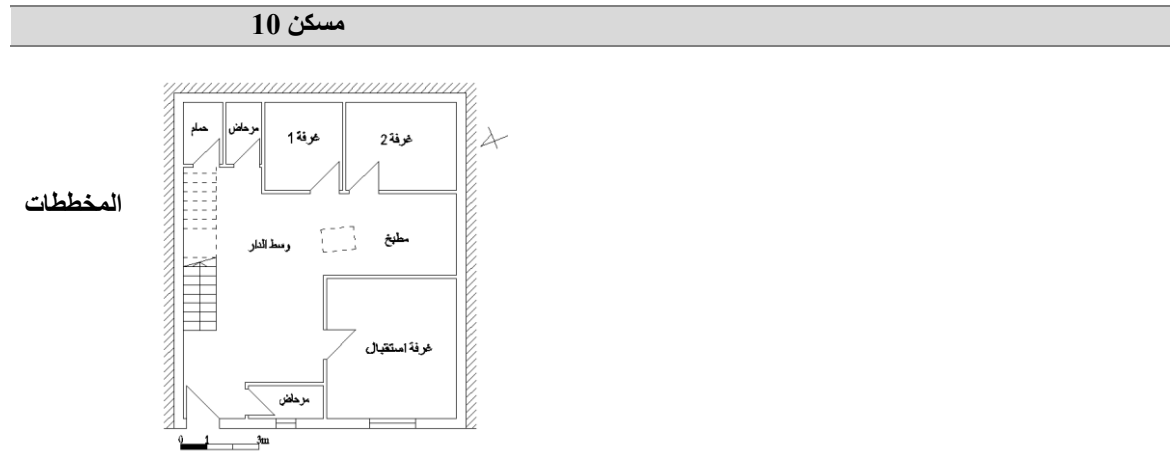 مسكن 10
المخططات
حمام
مرحاض
غرفة 1
غرفة 2
وسط الدار
مطبخ
غرفة استقبال
مرحاض
0 1 3m